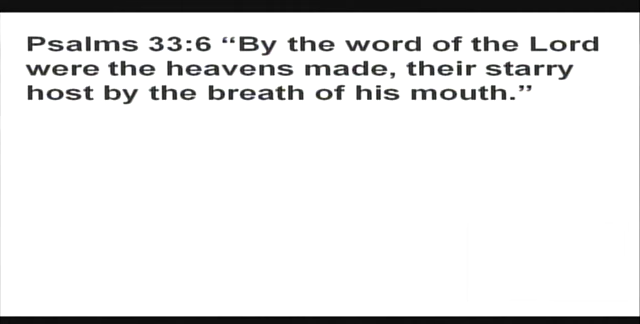 Psalms 33:6 “By the word of the Lord
were the heavens made, their starry
host by the breath of his mouth.”